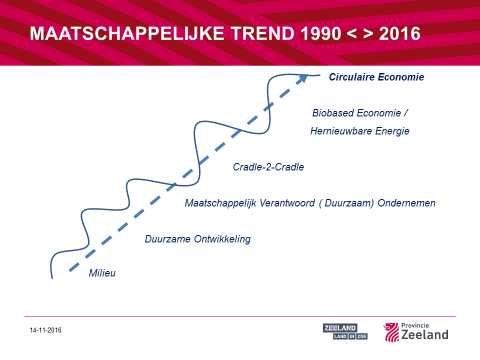 MAATSCHAPPELIJKE TREND 1990 < > 2016
Circulaire Economie
Biobased Economie /
Hernieuwbare Energie
Cradle-2-Cradle
Maatschappelijk Verantwoord ( Duurzaam) Ondernemen
Duurzame Ontwikkeling
Milieu
14-11-2016
ZEELAND
LAND IN ZEE
Provincie
Zeeland